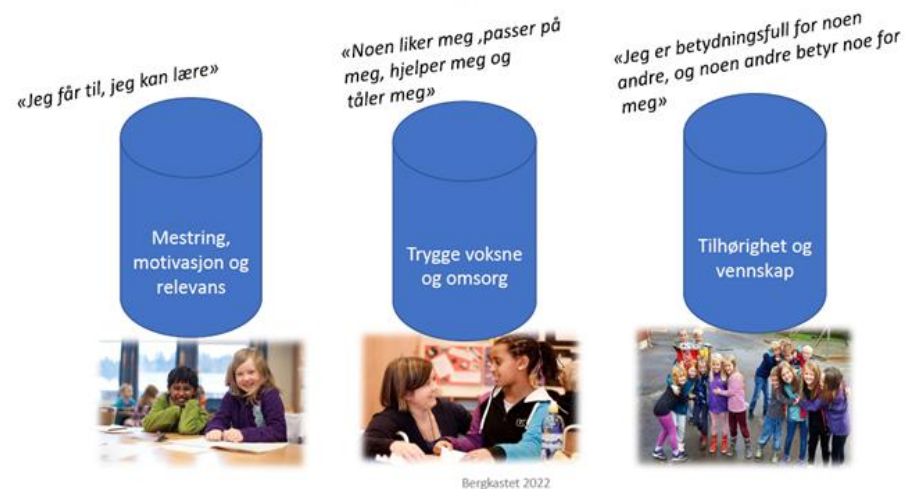 «Jeg får til, jeg kan lære»
«Noen liker meg ,passer på
meg, hjelper meg og
tåler meg»
«Jeg er betydningsfull for noen
andre, og noen andre betyr noe for
meg»
Mestring,
motivasjon og
relevans
Trygge voksne
og omsorg
Tilhørighet og
vennskap
Bergkastet 2022